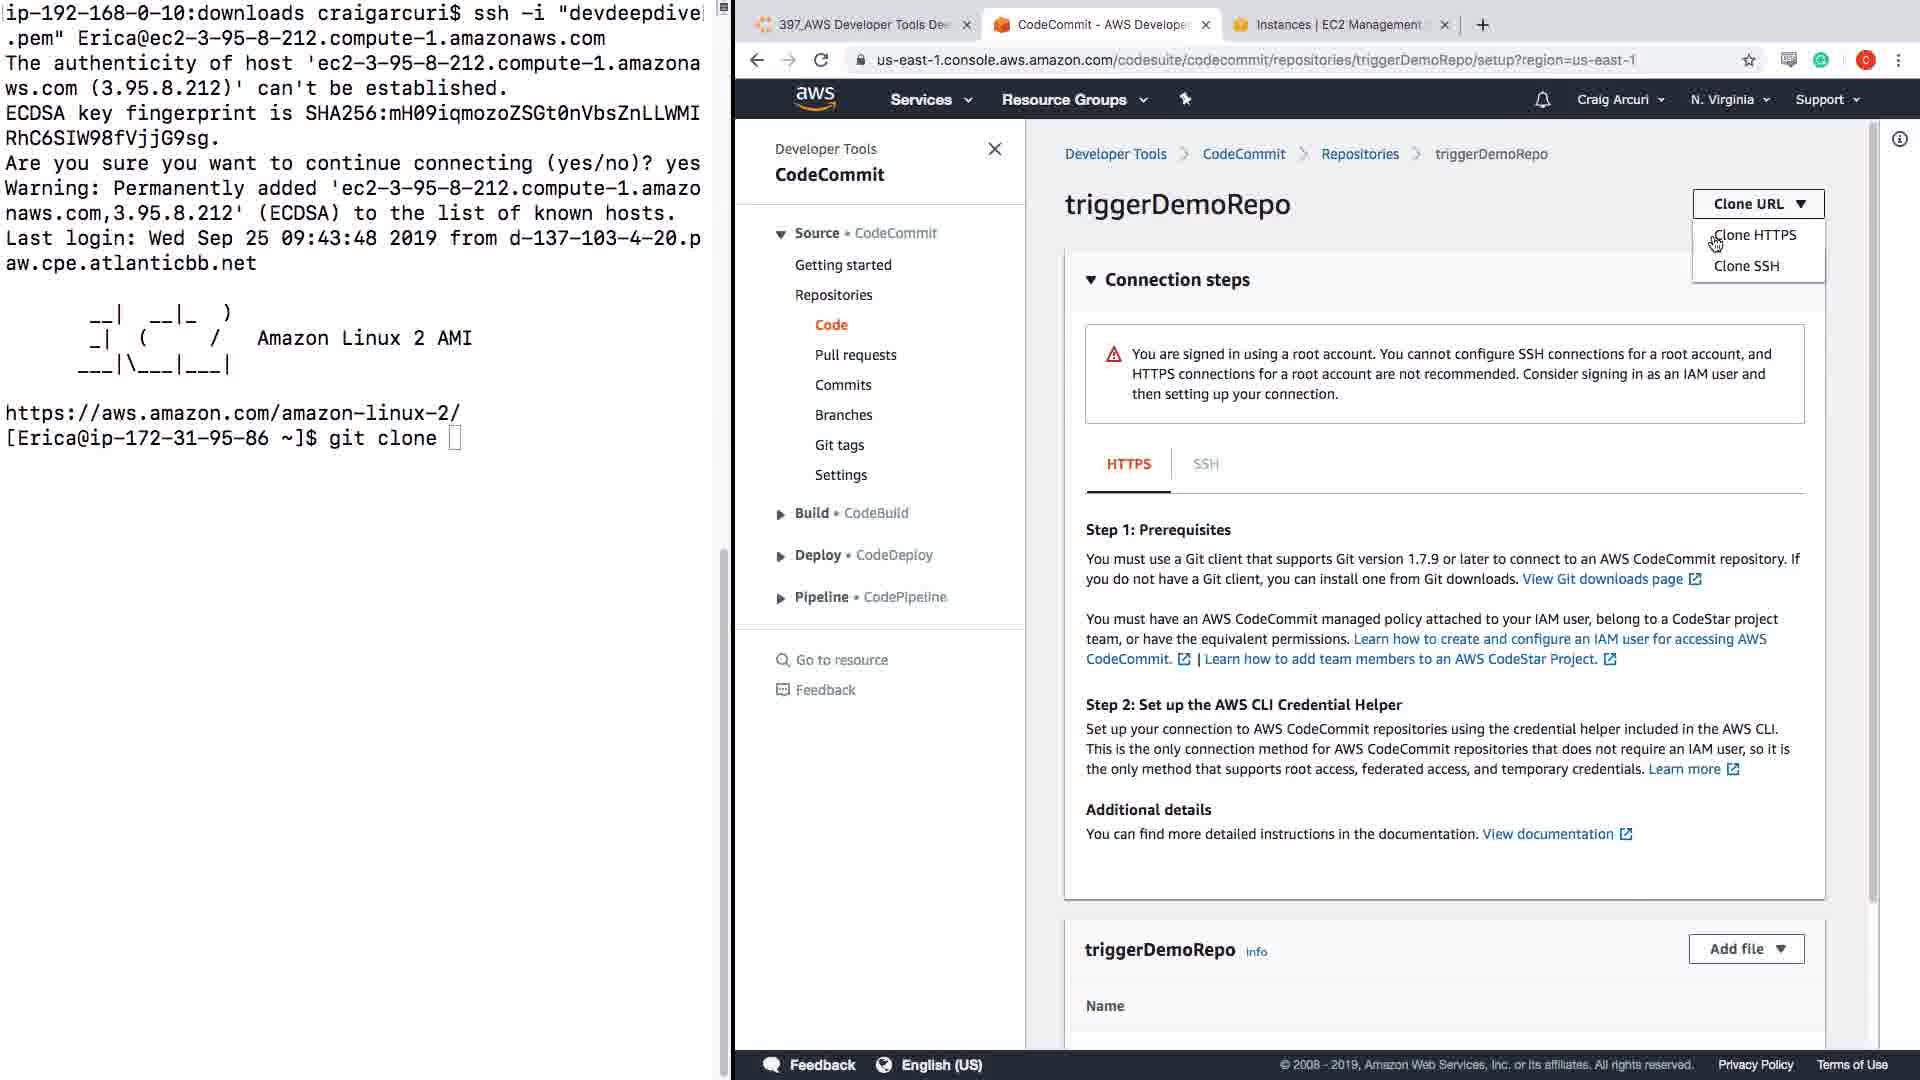 ip-192-168-0-10:downloads craigarcuri$ ssh -i "devdeepdive
.pem" Erica@ec2-3-95-8-212.compute-1.amazonaws.com
The authenticity of host 'ec2-3-95-8-212.compute-1.amazona
ws.com (3.95.8.212)' can't be established.
ECDSA key fingerprint is SHA256:mH09iqmozoZSGt0nVbsZnLLWMI
RhC6SIW98fVjjG9sg.
Are you sure you want to continue connecting (yes/no)? yes
Warning: Permanently added 'ec2-3-95-8-212.compute-1.amazo
naws.com,3.95.8.212' (ECDSA) to the list of known hosts.
Last login: Wed Sep 25 09:43:48 2019 from d-137-103-4-20.p
aw.cpe.atlanticbb.net
__|  __|_  )
_|  (     /   Amazon Linux 2 AMI
___|\___|___|
https://aws.amazon.com/amazon-linux-2/
[Erica@ip-172-31-95-86 ~]$ git clone
397_AWS Developer Tools Dee
CodeCommit - AWS Develope
Instances | EC2 Management
us-east-1.console.aws.amazon.com/codesuite/codecommit/repositories/triggerDemoRepo/setup?region=us-east-1
C
aws
Services
Resource Groups
Craig Arcuri
N. Virginia
Support
Developer Tools
CodeCommit
Source • CodeCommit
Getting started
Repositories
Code
Pull requests
Commits
Branches
Git tags
Settings
Build • CodeBuild
Deploy • CodeDeploy
Pipeline • CodePipeline
Go to resource
Feedback
Developer Tools
CodeCommit
Repositories
triggerDemoRepo
triggerDemoRepo
Clone URL
Clone HTTPS
Clone SSH
Connection steps
You are signed in using a root account. You cannot configure SSH connections for a root account, and
HTTPS connections for a root account are not recommended. Consider signing in as an IAM user and
then setting up your connection.
HTTPS
SSH
Step 1: Prerequisites
You must use a Git client that supports Git version 1.7.9 or later to connect to an AWS CodeCommit repository. If
you do not have a Git client, you can install one from Git downloads. View Git downloads page
You must have an AWS CodeCommit managed policy attached to your IAM user, belong to a CodeStar project
team, or have the equivalent permissions. Learn how to create and configure an IAM user for accessing AWS
CodeCommit. | Learn how to add team members to an AWS CodeStar Project.
Step 2: Set up the AWS CLI Credential Helper
Set up your connection to AWS CodeCommit repositories using the credential helper included in the AWS CLI.
This is the only connection method for AWS CodeCommit repositories that does not require an IAM user, so it is
the only method that supports root access, federated access, and temporary credentials. Learn more
Additional details
You can find more detailed instructions in the documentation. View documentation
triggerDemoRepo Info
Add file
Name
Feedback
English (US)
© 2008 - 2019, Amazon Web Services, Inc. or its affiliates. All rights reserved.
Privacy Policy
Terms of Use